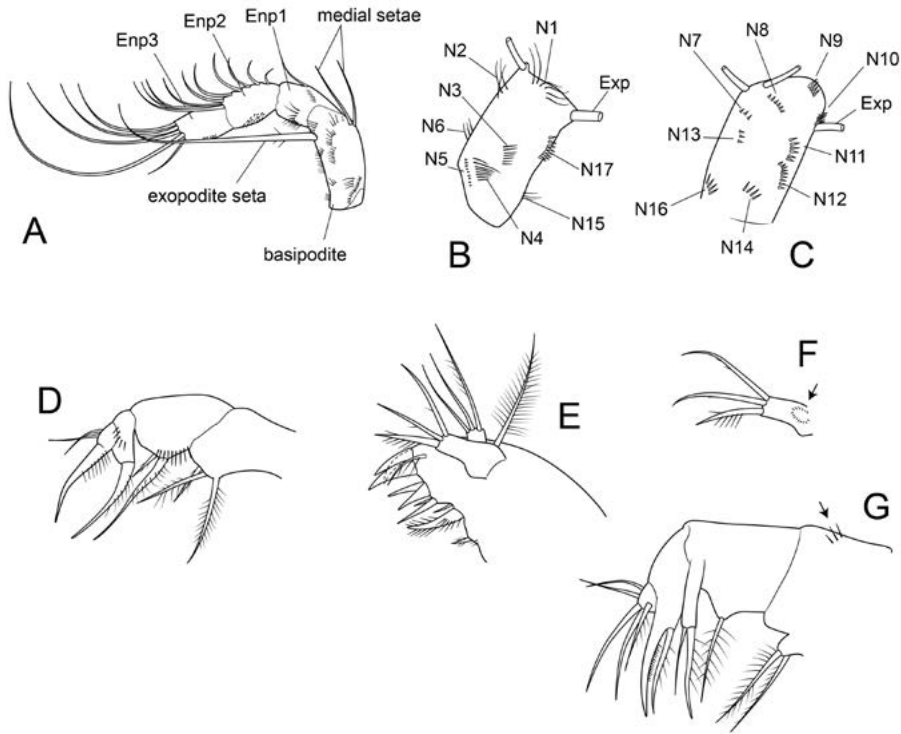 Enp3
Enp2
Enp1
medial setae
exopodite seta
basipodite
A
N1
N2
N3
Exp
N6
N5
N17
N15
N4
B
N7
N8
N9
N10
Exp
N13
N11
N12
N16
N14
C
D
E
F
G